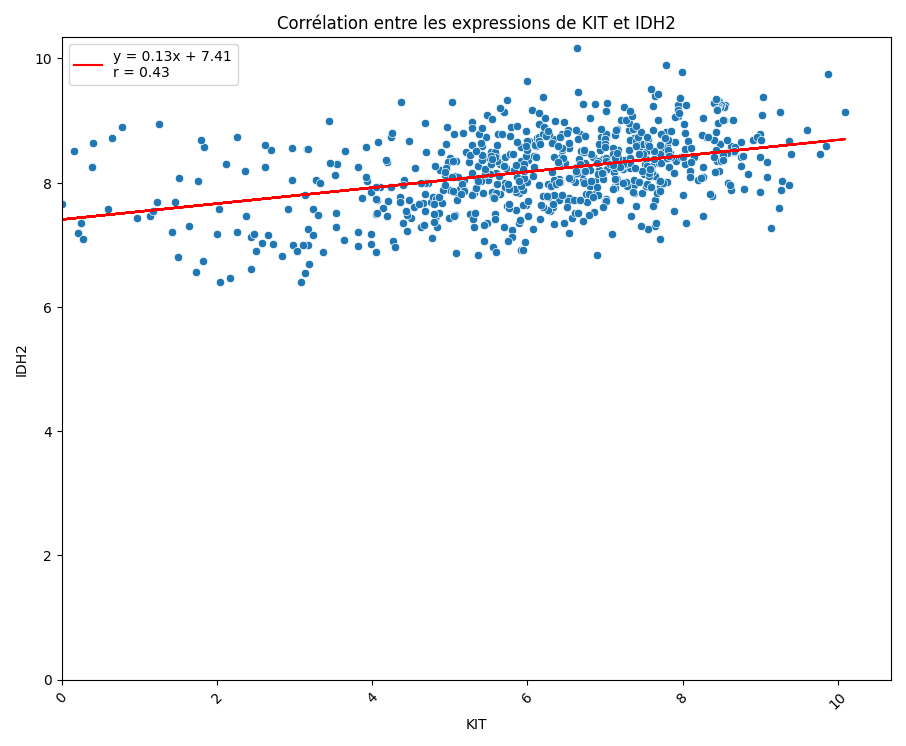 Corrélation entre les expressions de KIT et IDH2
y = 0.13x + 7.41
r = 0.43
10
8
6
4
2
0
IDH2
0
2
4
6
8
10
KIT